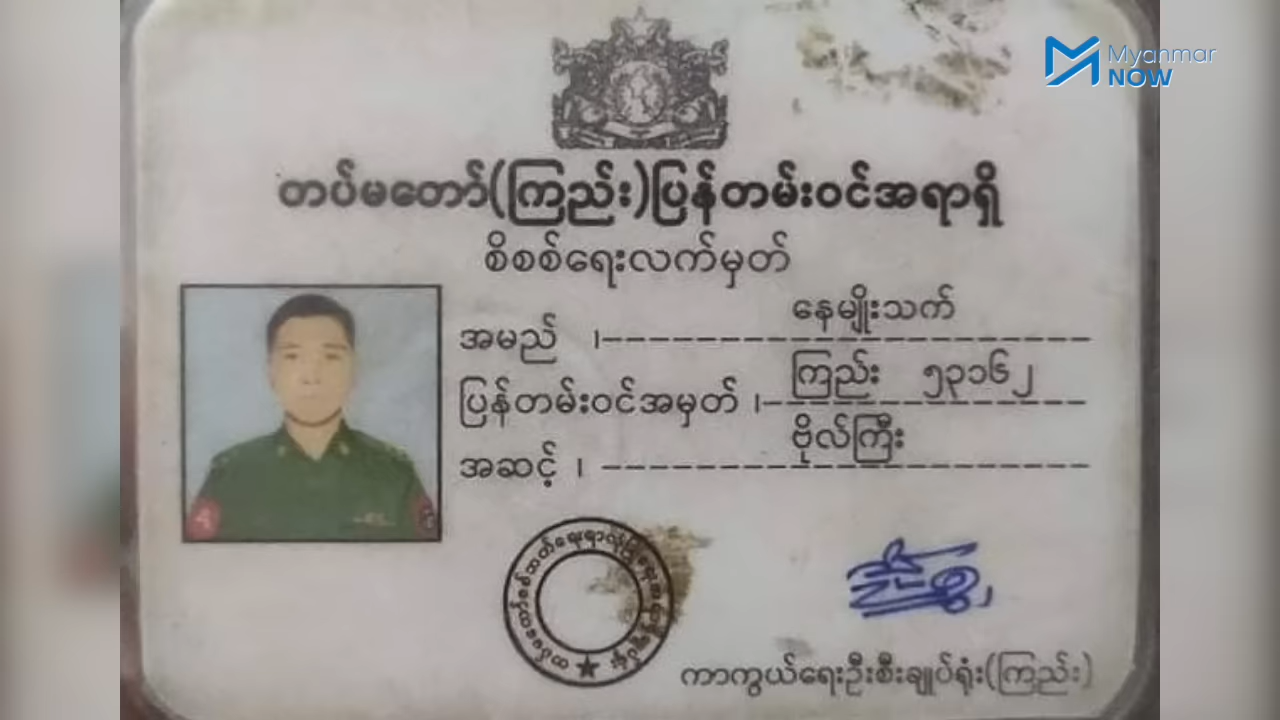 Myanmar
NOW
တပ်မတော်(ကြည်း)ပြန်တမ်းဝင်အရာရှိ
စိစစ်ရေးလက်မှတ်
အမည် ၊ နေမျိုးသက်
ပြန်တမ်းဝင်အမှတ် ၊ ကြည်း ၅၃၁၆၂
အဆင့် ၊ ဗိုလ်ကြီး
ကာကွယ်ရေးဦးစီးချုပ်ရုံး(ကြည်း)